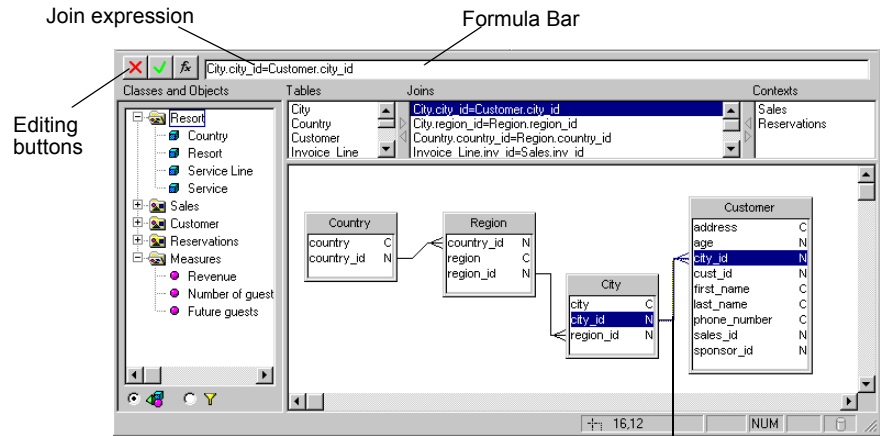 Join expression
Formula Bar
Editing
buttons
fx City.city_id=Customer.city_id
Classes and Objects
Tables
Joins
Contexts
Resort
Country
Resort
Service Line
Service
Sales
Customer
Reservations
Measures
Revenue
Number of guest
Future guests
City
Country
Customer
Invoice_Line
City.city_id=Customer.city_id
City.region_id=Region.region_id
Country.country_id=Region.country_id
Invoice_Line.inv_id=Sales.inv_id
Sales
Reservations
Country
country C
country_id N
Region
country_id N
region C
region_id N
City
city C
city_id N
region_id N
Customer
address C
age N
city_id N
cust_id N
first_name C
last_name C
phone_number C
sales_id N
sponsor_id N
16,12
NUM